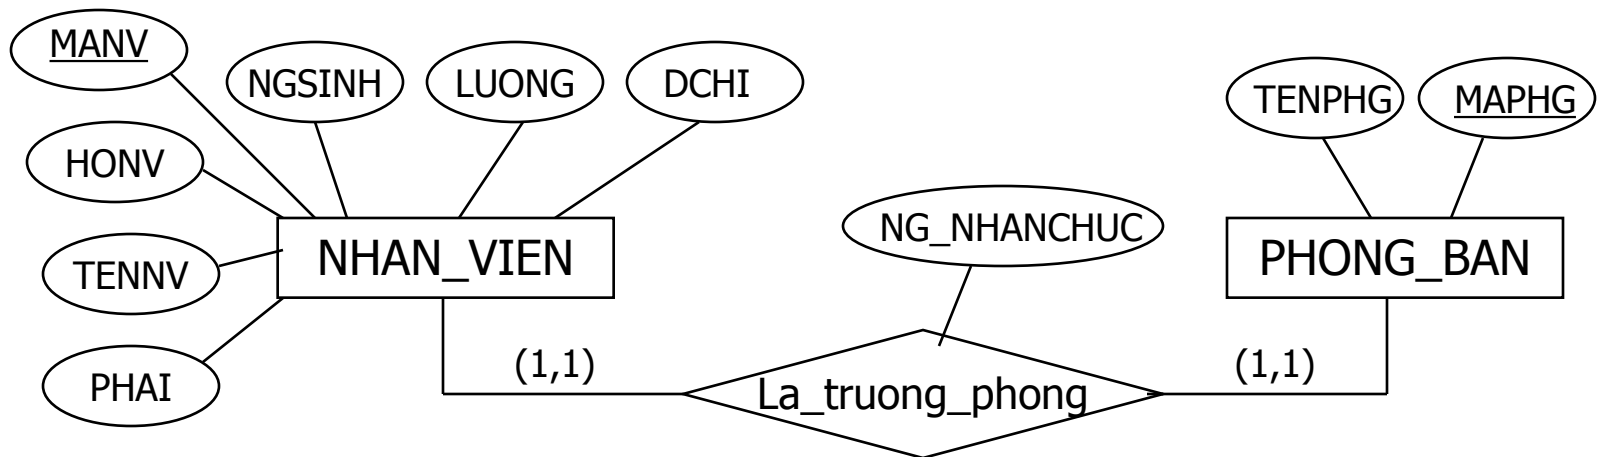 MANV
NGSINH
LUONG
DCHI
TENPHG
MAPHG
HONV
NG_NHANCHUC
TENNV
NHAN_VIEN
PHONG_BAN
PHAI
(1,1)
La_truong_phong
(1,1)